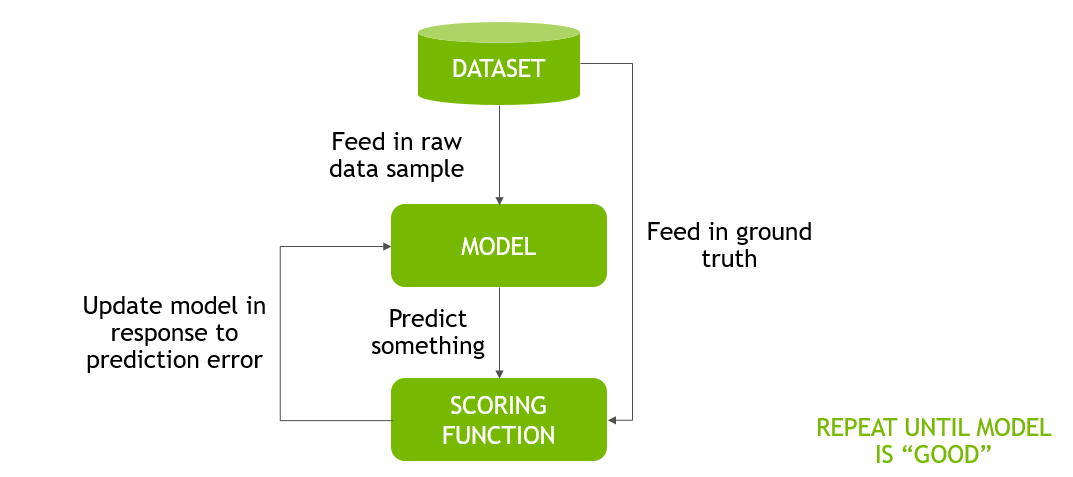 DATASET
Feed in raw
data sample
MODEL
Feed in ground
truth
Update model in
response to
prediction error
Predict
something
SCORING
FUNCTION
REPEAT UNTIL MODEL
IS “GOOD”